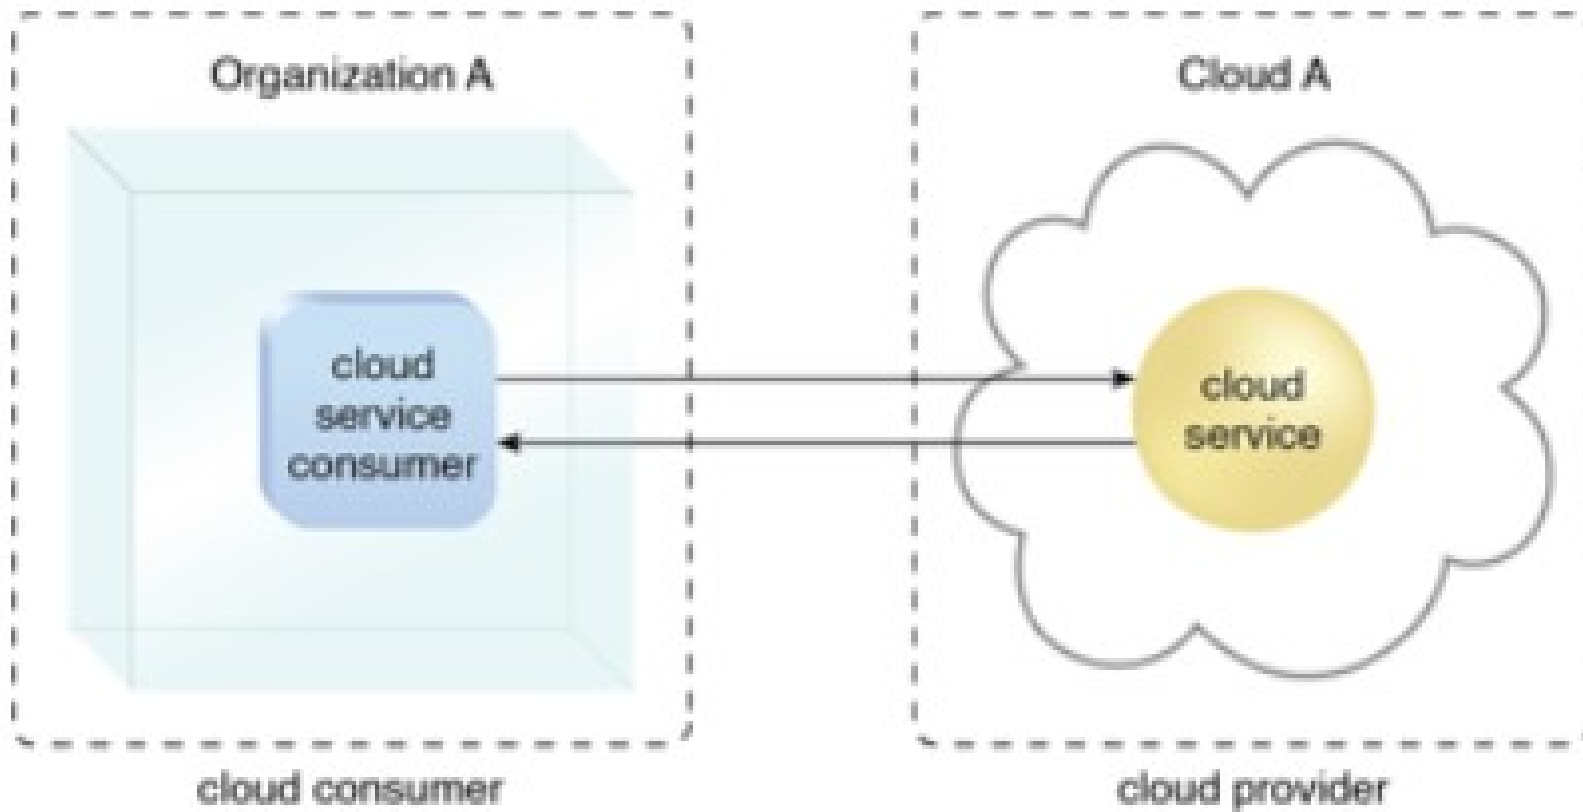 Organization A
Cloud A
cloud
service
consumer
cloud
service
cloud consumer
cloud provider